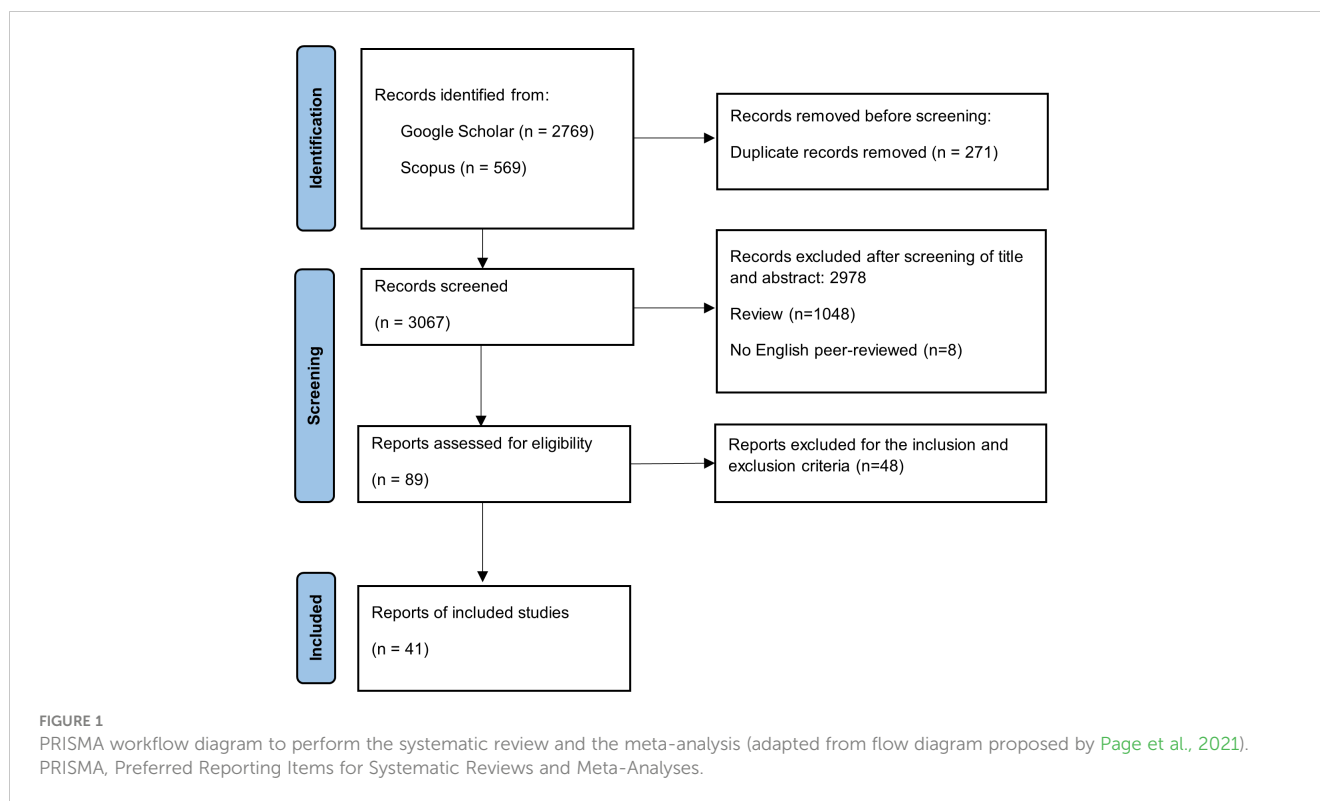 Identification
Records identified from:
Google Scholar (n = 2769)
Scopus (n = 569)
Records removed before screening:
Duplicate records removed (n = 271)
Screening
Records screened
(n = 3067)
Records excluded after screening of title
and abstract: 2978
Review (n=1048)
No English peer-reviewed (n=8)
Reports assessed for eligibility
(n = 89)
Reports excluded for the inclusion and
exclusion criteria (n=48)
Included
Reports of included studies
(n = 41)
FIGURE 1
PRISMA workflow diagram to perform the systematic review and the meta-analysis (adapted from flow diagram proposed by Page et al., 2021).
PRISMA, Preferred Reporting Items for Systematic Reviews and Meta-Analyses.